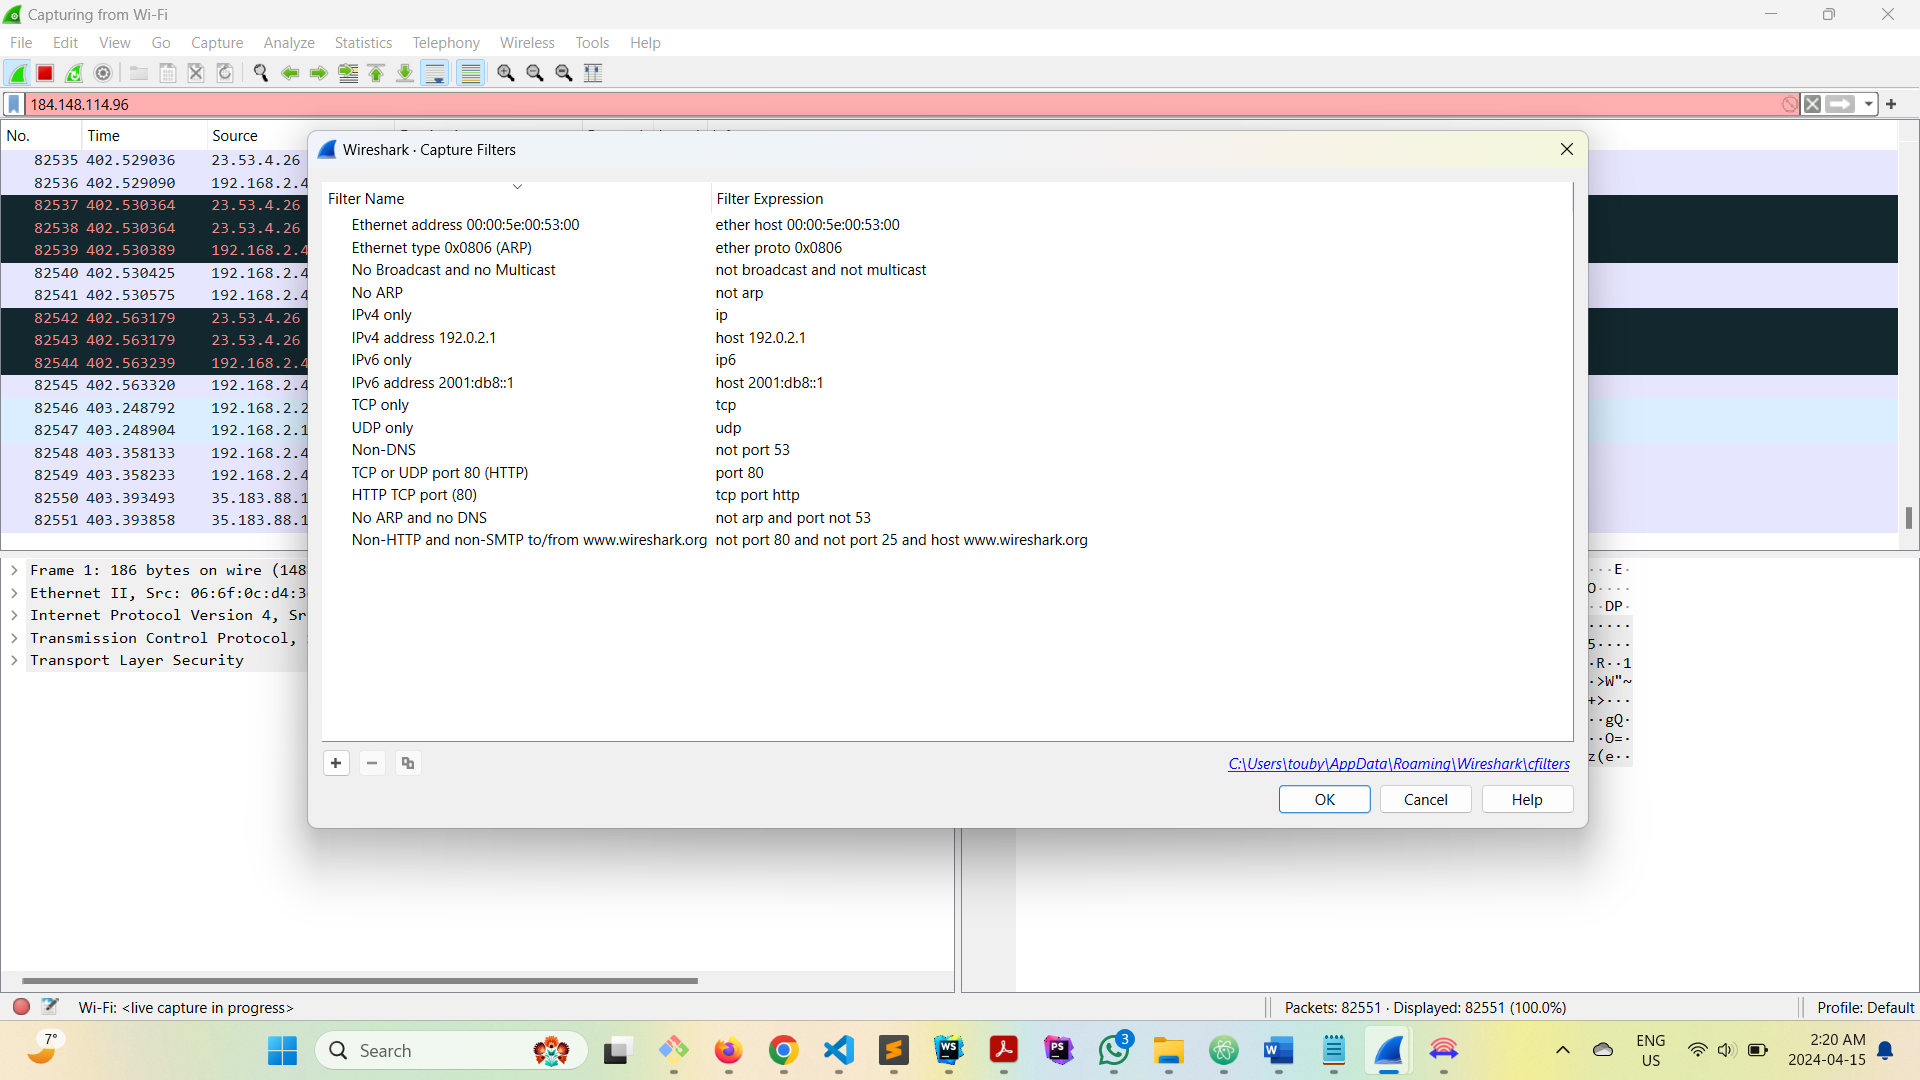 Capturing from Wi-Fi
File Edit View Go Capture Analyze Statistics Telephony Wireless Tools Help
184.148.114.96
No. Time Source
82535 402.529036 23.53.4.26
82536 402.529090 192.168.2.4
82537 402.530364 23.53.4.26
82538 402.530364 23.53.4.26
82539 402.530389 192.168.2.4
82540 402.530425 192.168.2.4
82541 402.530575 192.168.2.4
82542 402.563179 23.53.4.26
82543 402.563179 23.53.4.26
82544 402.563239 192.168.2.4
82545 402.563320 192.168.2.4
82546 403.248792 192.168.2.2
82547 403.248904 192.168.2.1
82548 403.358133 192.168.2.4
82549 403.358233 192.168.2.4
82550 403.393493 35.183.88.1
82551 403.393858 35.183.88.1
Wireshark · Capture Filters
Filter Name Filter Expression
Ethernet address 00:00:5e:00:53:00 ether host 00:00:5e:00:53:00
Ethernet type 0x0806 (ARP) ether proto 0x0806
No Broadcast and no Multicast not broadcast and not multicast
No ARP not arp
IPv4 only ip
IPv4 address 192.0.2.1 host 192.0.2.1
IPv6 only ip6
IPv6 address 2001:db8::1 host 2001:db8::1
TCP only tcp
UDP only udp
Non-DNS not port 53
TCP or UDP port 80 (HTTP) port 80
HTTP TCP port (80) tcp port http
No ARP and no DNS not arp and port not 53
Non-HTTP and non-SMTP to/from www.wireshark.org not port 80 and not port 25 and host www.wireshark.org
C:\Users\touby\AppData\Roaming\Wireshark\cfilters
OK Cancel Help
Frame 1: 186 bytes on wire (148
Ethernet II, Src: 06:6f:0c:d4:3
Internet Protocol Version 4, Sr
Transmission Control Protocol,
Transport Layer Security
···E·
O····
··DP·
·····
5····
·R··1
·>W"~
+>···
··gQ·
··O=·
z(e··
Wi-Fi: <live capture in progress>
Packets: 82551 · Displayed: 82551 (100.0%)
Profile: Default
7°
Search
WS
PS
3
W
ENG
US
2:20 AM
2024-04-15